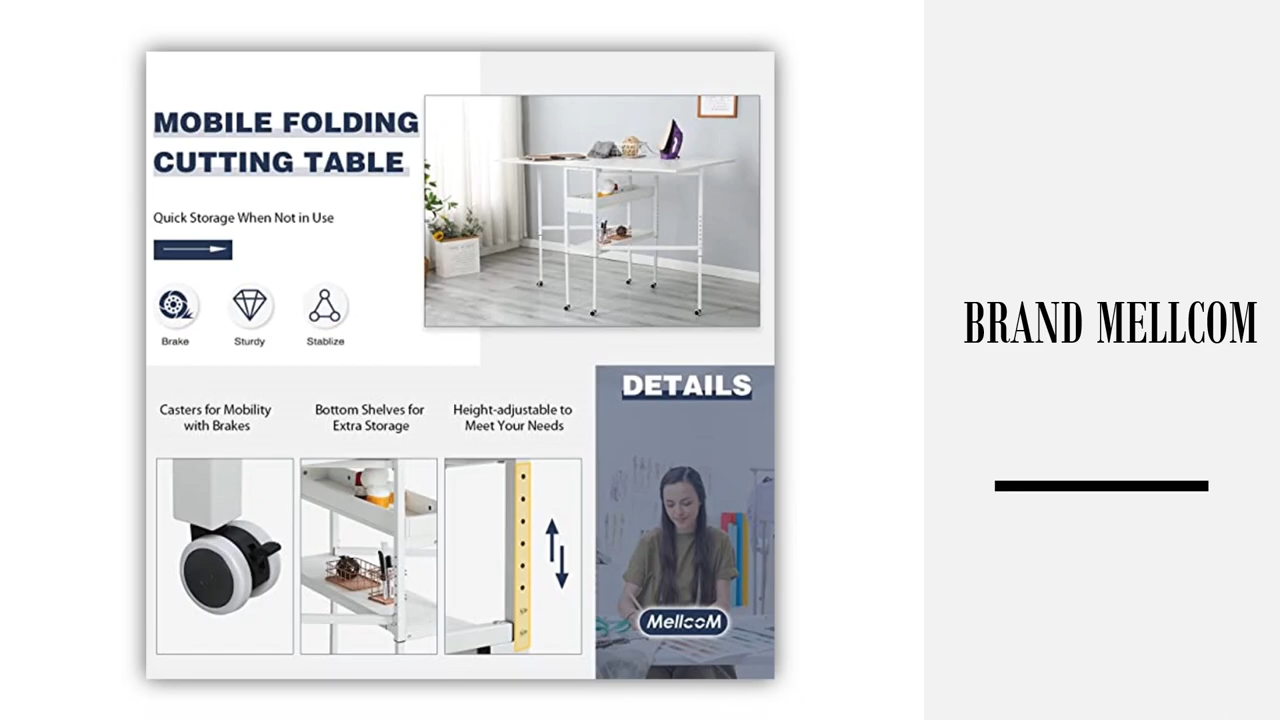 MOBILE FOLDING
CUTTING TABLE
Quick Storage When Not in Use
Brake
Sturdy
Stablize
Casters for Mobility
with Brakes
Bottom Shelves for
Extra Storage
Height-adjustable to
Meet Your Needs
DETAILS
MellcoM
BRAND MELLCOM